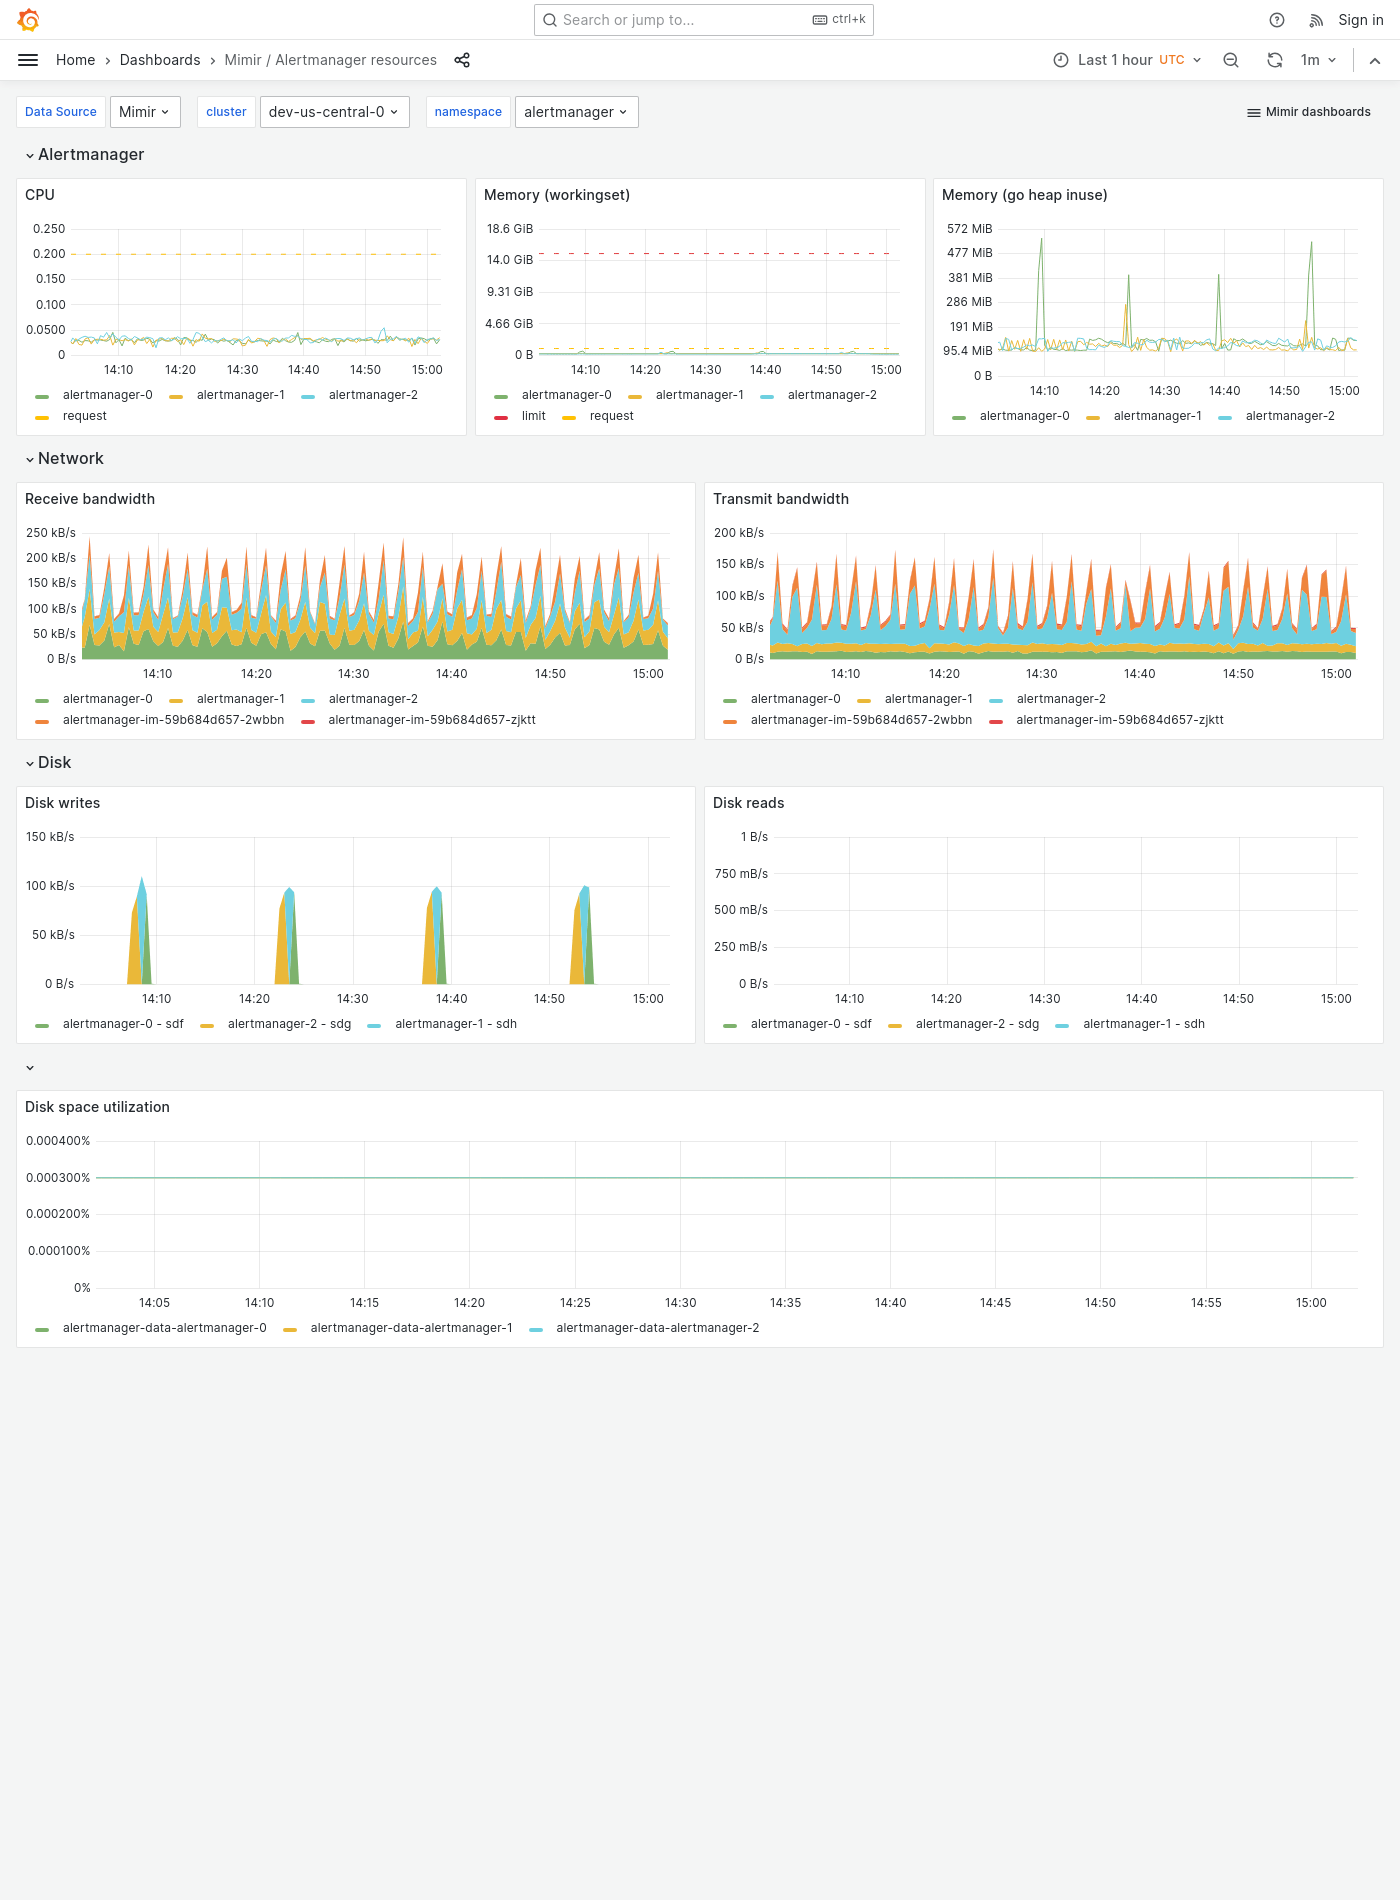 Search or jump to... ctrl+k Sign in
Home › Dashboards › Mimir / Alertmanager resources Last 1 hour UTC 1m
Data Source Mimir cluster dev-us-central-0 namespace alertmanager Mimir dashboards
Alertmanager
CPU
0.250
0.200
0.150
0.100
0.0500
0
14:10 14:20 14:30 14:40 14:50 15:00
alertmanager-0 alertmanager-1 alertmanager-2
request
Memory (workingset)
18.6 GiB
14.0 GiB
9.31 GiB
4.66 GiB
0 B
14:10 14:20 14:30 14:40 14:50 15:00
alertmanager-0 alertmanager-1 alertmanager-2
limit request
Memory (go heap inuse)
572 MiB
477 MiB
381 MiB
286 MiB
191 MiB
95.4 MiB
0 B
14:10 14:20 14:30 14:40 14:50 15:00
alertmanager-0 alertmanager-1 alertmanager-2
Network
Receive bandwidth
250 kB/s
200 kB/s
150 kB/s
100 kB/s
50 kB/s
0 B/s
14:10 14:20 14:30 14:40 14:50 15:00
alertmanager-0 alertmanager-1 alertmanager-2
alertmanager-im-59b684d657-2wbbn alertmanager-im-59b684d657-zjktt
Transmit bandwidth
200 kB/s
150 kB/s
100 kB/s
50 kB/s
0 B/s
14:10 14:20 14:30 14:40 14:50 15:00
alertmanager-0 alertmanager-1 alertmanager-2
alertmanager-im-59b684d657-2wbbn alertmanager-im-59b684d657-zjktt
Disk
Disk writes
150 kB/s
100 kB/s
50 kB/s
0 B/s
14:10 14:20 14:30 14:40 14:50 15:00
alertmanager-0 - sdf alertmanager-2 - sdg alertmanager-1 - sdh
Disk reads
1 B/s
750 mB/s
500 mB/s
250 mB/s
0 B/s
14:10 14:20 14:30 14:40 14:50 15:00
alertmanager-0 - sdf alertmanager-2 - sdg alertmanager-1 - sdh
Disk space utilization
0.000400%
0.000300%
0.000200%
0.000100%
0%
14:05 14:10 14:15 14:20 14:25 14:30 14:35 14:40 14:45 14:50 14:55 15:00
alertmanager-data-alertmanager-0 alertmanager-data-alertmanager-1 alertmanager-data-alertmanager-2